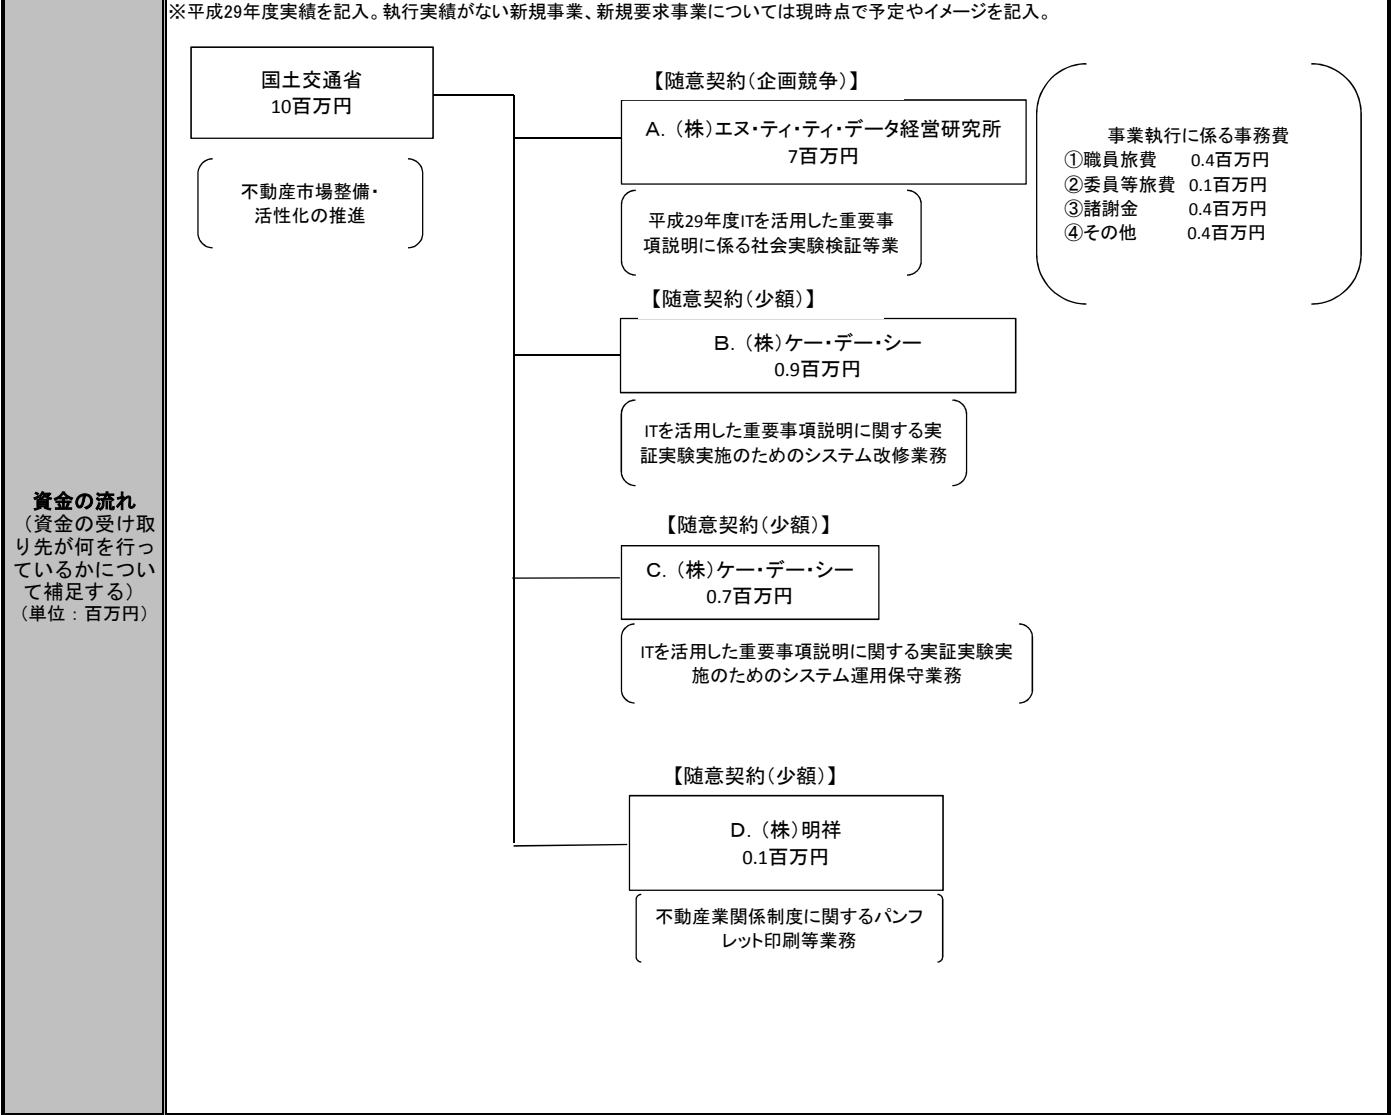 ※平成29年度実績を記入。執行実績がない新規事業、新規要求事業については現時点で予定やイメージを記入。
資金の流れ
（資金の受け取
り先が何を行っ
ているかについ
て補足する）
（単位：百万円）
国土交通省
10百万円
不動産市場整備・
活性化の推進
【随意契約（企画競争）】
A．（株）エヌ・ティ・ティ・データ経営研究所
7百万円
平成29年度ITを活用した重要事
項説明に係る社会実験検証等業
事業執行に係る事務費
①職員旅費 0.4百万円
②委員等旅費 0.1百万円
③諸謝金 0.4百万円
④その他 0.4百万円
【随意契約（少額）】
B．（株）ケー・デー・シー
0.9百万円
ITを活用した重要事項説明に関する実
証実験実施のためのシステム改修業務
【随意契約（少額）】
C．（株）ケー・デー・シー
0.7百万円
ITを活用した重要事項説明に関する実証実験実
施のためのシステム運用保守業務
【随意契約（少額）】
D．（株）明祥
0.1百万円
不動産業関係制度に関するパンフ
レット印刷等業務